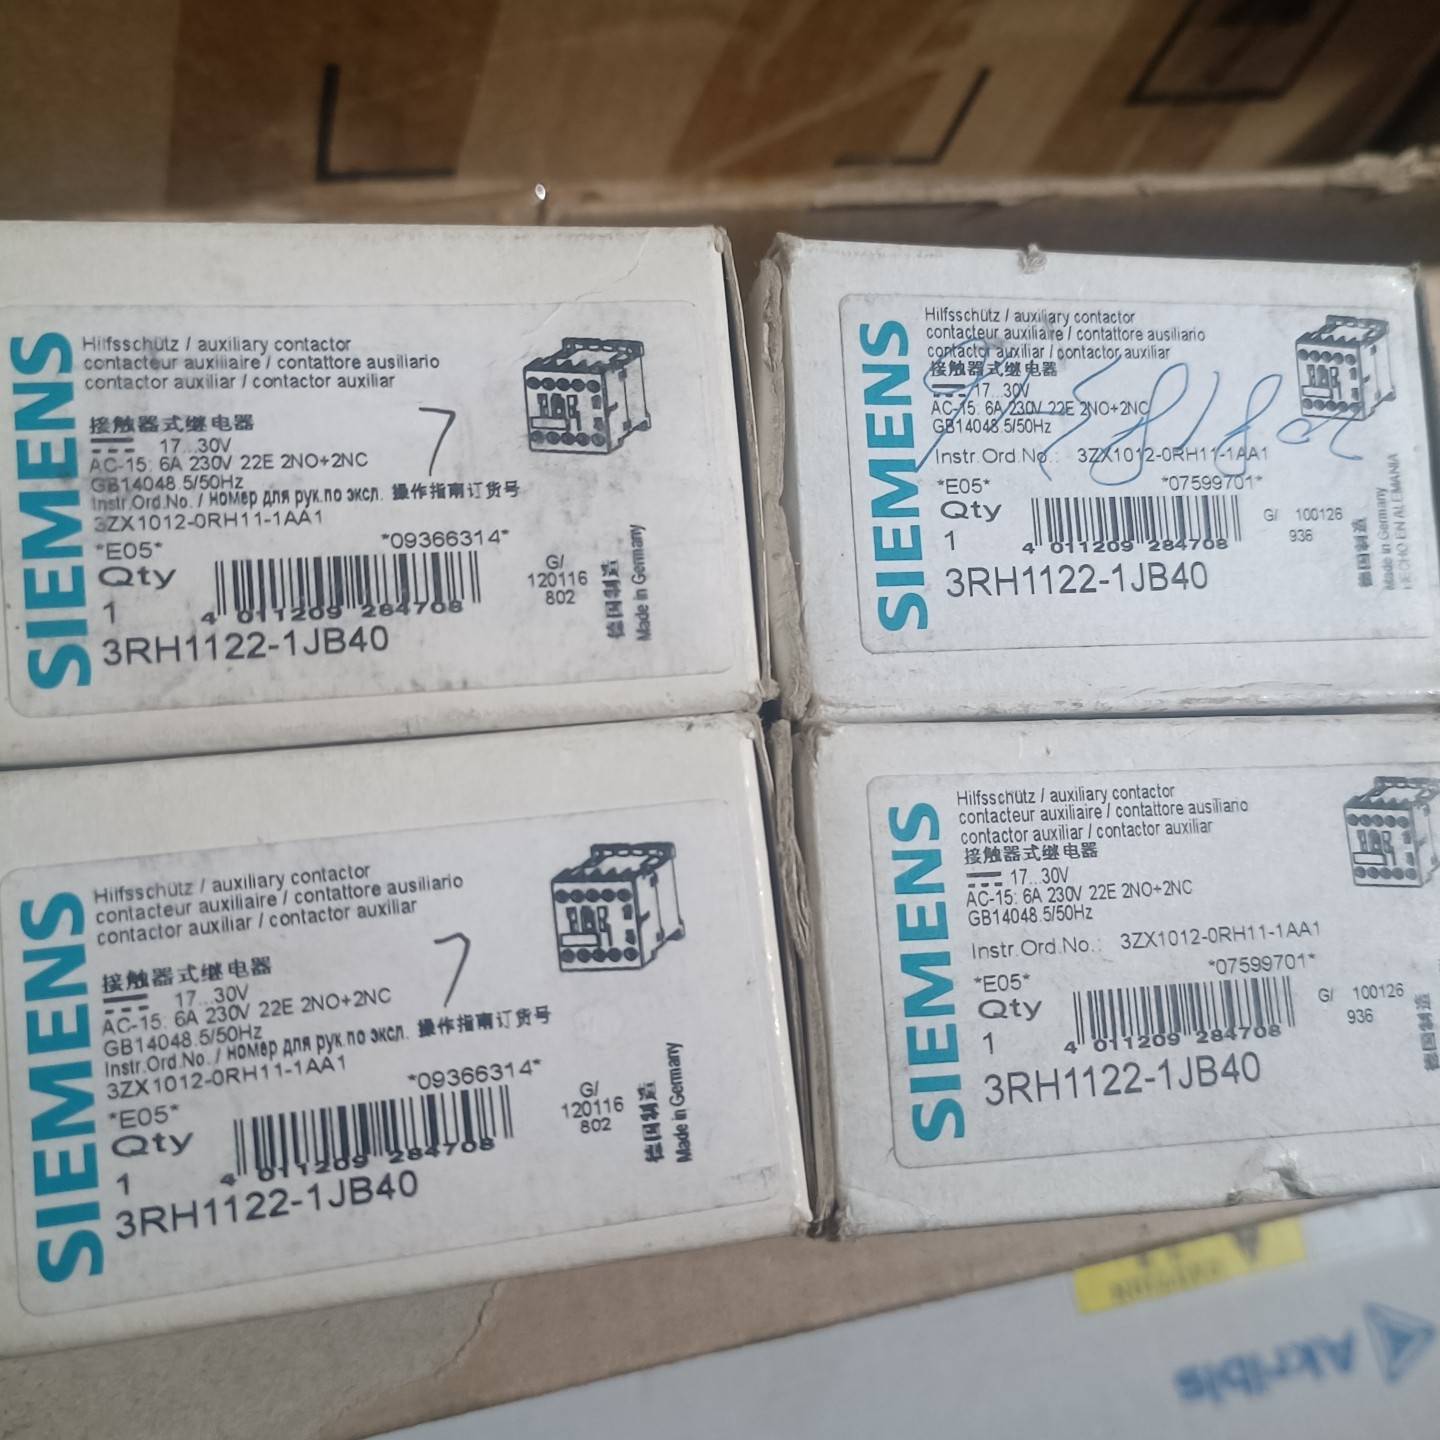 SIEMENS
Hilfsschütz / auxiliary contactor
contacteur auxiliaire / contattore ausiliario
contactor auxiliar / contactor auxiliar
接触器式继电器
17...30V
AC-15: 6A 230V 22E 2NO+2NC
GB14048.5/50Hz
Instr.Ord.No. / номер для рук.по эксл. 操作指南订货号
3ZX1012-0RH11-1AA1
*E05*
*09366314*
Qty
1
4 011209 284708
G/
120116
802
德国制造
Made in Germany
3RH1122-1JB40
7
SIEMENS
Hilfsschütz / auxiliary contactor
contacteur auxiliaire / contattore ausiliario
contactor auxiliar / contactor auxiliar
接触器式继电器
17...30V
AC-15: 6A 230V 22E 2NO+2NC
GB14048.5/50Hz
Instr.Ord.No.: 3ZX1012-0RH11-1AA1
*E05*
*07599701*
Qty
1
4 011209 284708
G/ 100126
936
德国制造
Made in Germany
HECHO EN ALEMANIA
3RH1122-1JB40
SIEMENS
Hilfsschütz / auxiliary contactor
contacteur auxiliaire / contattore ausiliario
contactor auxiliar / contactor auxiliar
接触器式继电器
17...30V
AC-15: 6A 230V 22E 2NO+2NC
GB14048.5/50Hz
Instr.Ord.No. / номер для рук.по эксл. 操作指南订货号
3ZX1012-0RH11-1AA1
*E05*
*09366314*
Qty
1
4 011209 284708
G/
120116
802
德国制造
Made in Germany
3RH1122-1JB40
7
SIEMENS
Hilfsschütz / auxiliary contactor
contacteur auxiliaire / contattore ausiliario
contactor auxiliar / contactor auxiliar
接触器式继电器
17...30V
AC-15: 6A 230V 22E 2NO+2NC
GB14048.5/50Hz
Instr.Ord.No.: 3ZX1012-0RH11-1AA1
*E05*
*07599701*
Qty
1
4 011209 284708
G/ 100126
936
德国制造
3RH1122-1JB40
Akribis